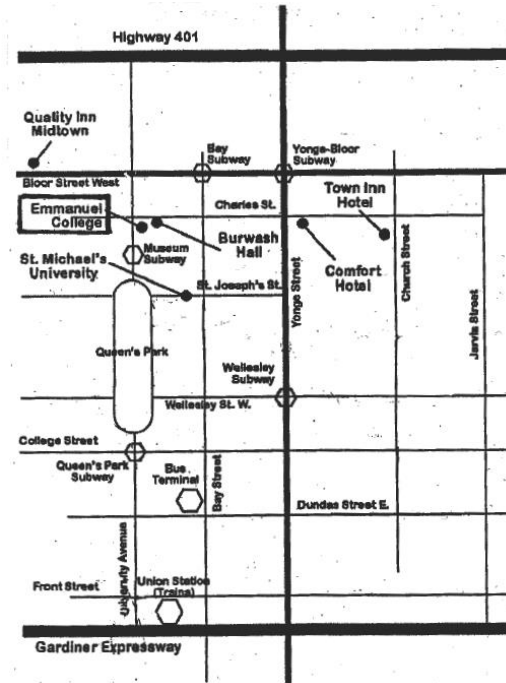 Highway 401
Quality Inn
Midtown
Bay
Subway
Yonge-Bloor
Subway
Bloor Street West
Town Inn
Hotel
Emmanuel
College
Charles St.
Burwash
Hall
Museum
Subway
St. Michael's
University
Comfort
Hotel
St. Joseph's St.
Yonge Street
Church Street
Jarvis Street
Queen's Park
Wellesley
Subway
Wellesley St. W.
College Street
Queen's Park
Subway
Bus
Terminal
Bay Street
Dundas Street E.
University Avenue
Front Street
Union Station
(Trains)
Gardiner Expressway